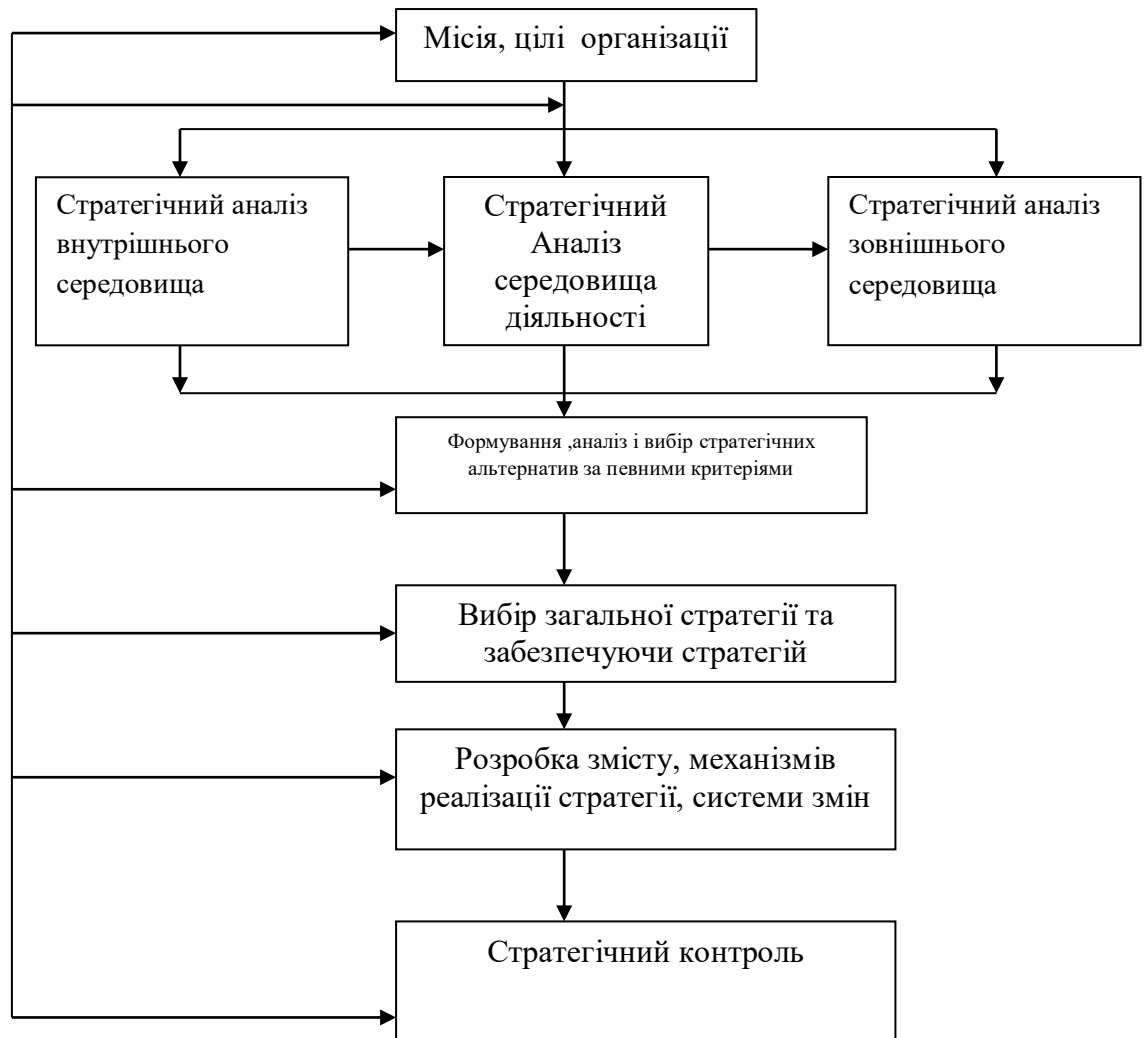 Місія, цілі організації
Стратегічний аналіз
внутрішнього
середовища
Стратегічний
Аналіз
середовища
діяльності
Стратегічний аналіз
зовнішнього
середовища
Формування ,аналіз і вибір стратегічних
альтернатив за певними критеріями
Вибір загальної стратегії та
забезпечуючи стратегій
Розробка змісту, механізмів
реалізації стратегії, системи змін
Стратегічний контроль